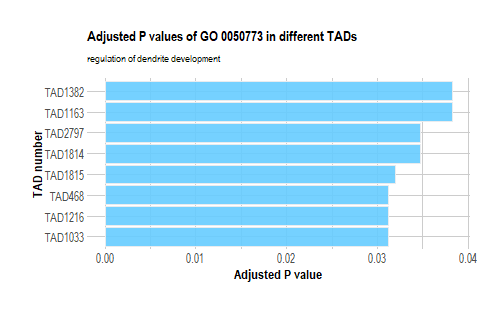 Adjusted P values of GO 0050773 in different TADs
regulation of dendrite development
TAD number
TAD1382
TAD1163
TAD2797
TAD1814
TAD1815
TAD468
TAD1216
TAD1033
0.00 0.01 0.02 0.03 0.04
Adjusted P value